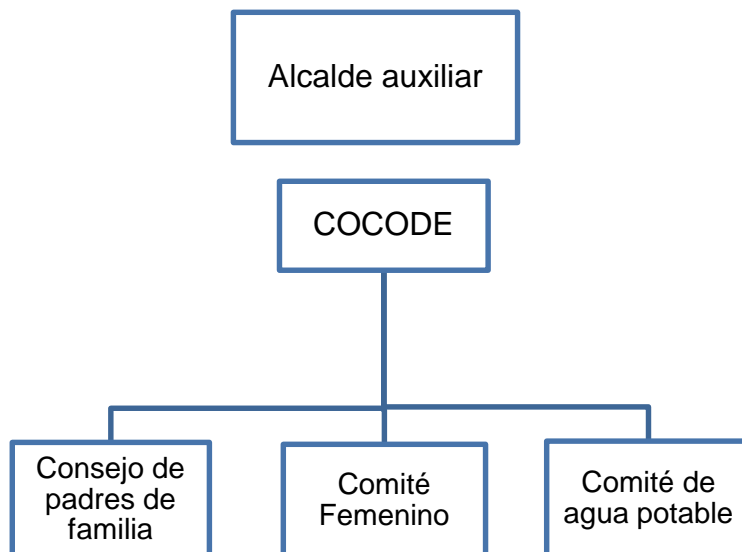 Alcalde auxiliar
COCODE
Consejo de
padres de
familia
Comité
Femenino
Comité de
agua potable